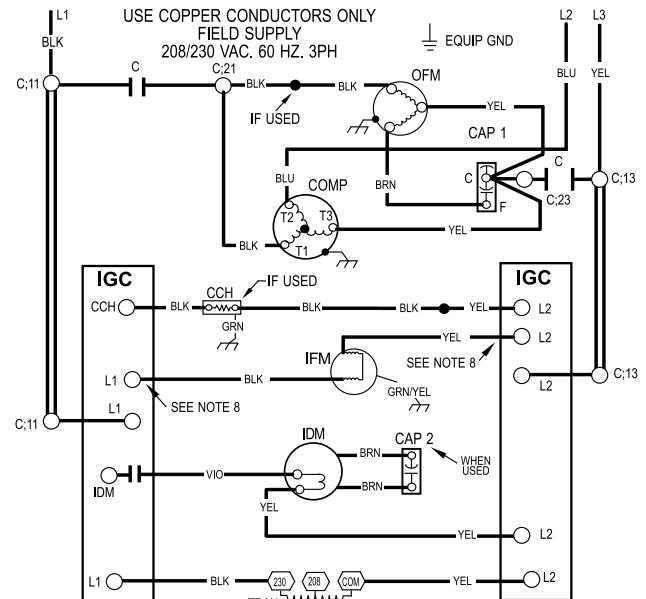 L1
USE COPPER CONDUCTORS ONLY
FIELD SUPPLY
208/230 VAC. 60 HZ. 3PH
EQUIP GND
L2
L3
BLK
C;11
C
C;21
BLK
BLK
IF USED
OFM
YEL
BLU
YEL
CAP 1
C
C;13
BLU
COMP
BRN
C
F
C;23
T2
T3
T1
YEL
BLK
IGC
IGC
CCH
BLK
CCH
IF USED
BLK
BLK
YEL
L2
GRN
YEL
L2
IFM
SEE NOTE 8
L1
BLK
GRN/YEL
L2
C;13
SEE NOTE 8
C;11
L1
IDM
BRN
CAP 2
WHEN
USED
IDM
VIO
BRN
YEL
YEL
L2
L1
BLK
230
208
COM
YEL
L2